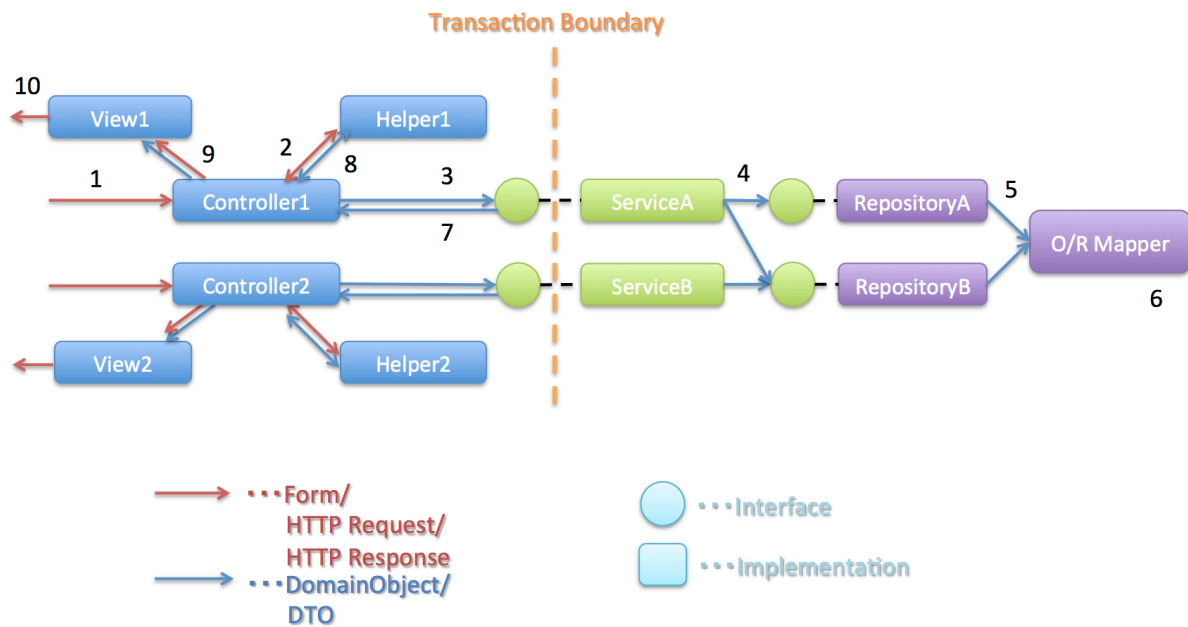 Transaction Boundary
10
View1
Helper1
9
2
8
1
3
4
5
Controller1
ServiceA
RepositoryA
7
O/R Mapper
Controller2
ServiceB
RepositoryB
6
View2
Helper2
・・・Form/
HTTP Request/
HTTP Response
・・・DomainObject/
DTO
・・・Interface
・・・Implementation